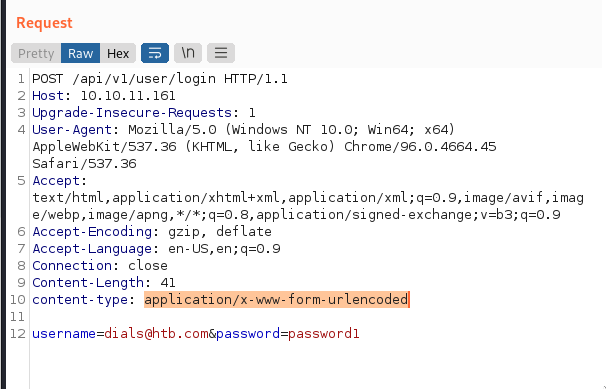 Request
Pretty Raw Hex \n
1 POST /api/v1/user/login HTTP/1.1
2 Host: 10.10.11.161
3 Upgrade-Insecure-Requests: 1
4 User-Agent: Mozilla/5.0 (Windows NT 10.0; Win64; x64)
AppleWebKit/537.36 (KHTML, like Gecko) Chrome/96.0.4664.45
Safari/537.36
5 Accept:
text/html,application/xhtml+xml,application/xml;q=0.9,image/avif,imag
e/webp,image/apng,*/*;q=0.8,application/signed-exchange;v=b3;q=0.9
6 Accept-Encoding: gzip, deflate
7 Accept-Language: en-US,en;q=0.9
8 Connection: close
9 Content-Length: 41
10 content-type: application/x-www-form-urlencoded
11
12 username=dials@htb.com&password=password1